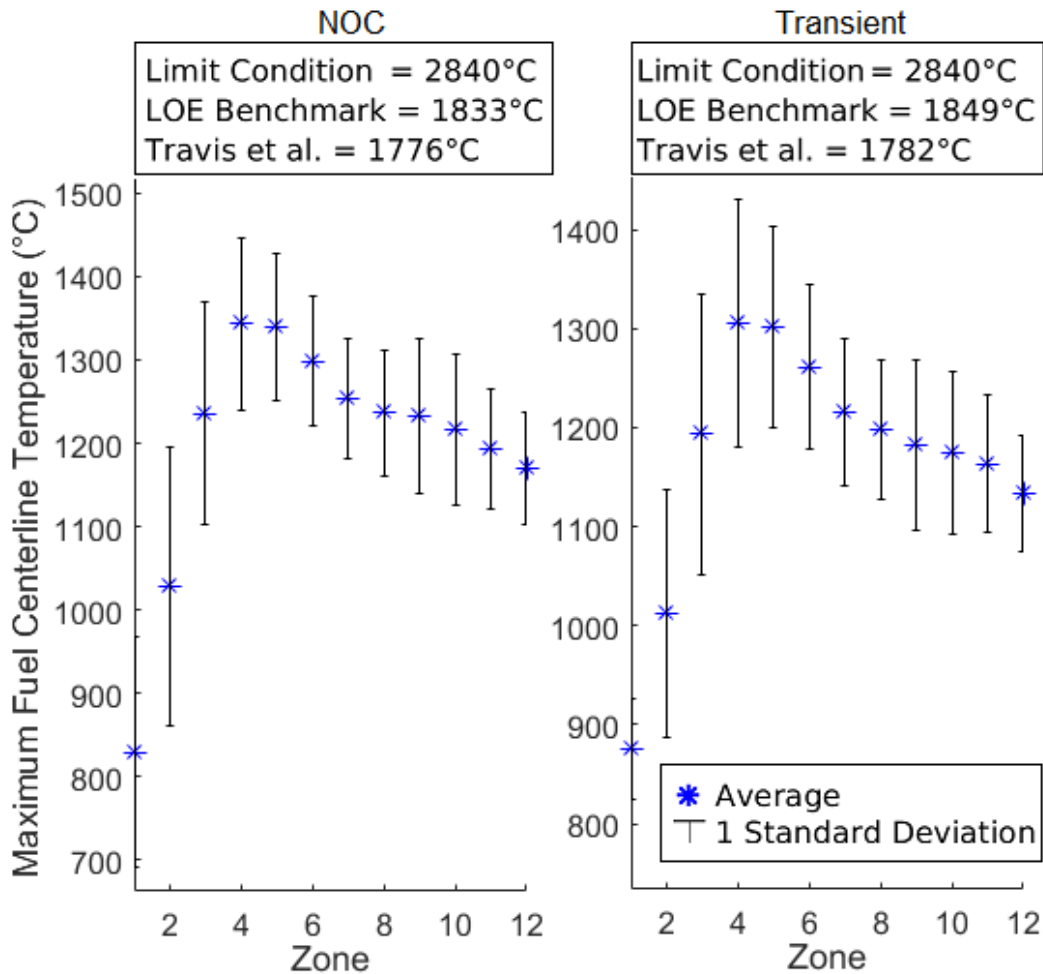 NOC
Limit Condition = 2840°C
LOE Benchmark = 1833°C
Travis et al. = 1776°C
Maximum Fuel Centerline Temperature (°C)
1500
1400
1300
1200
1100
1000
900
800
700
2 4 6 8 10 12
Zone
Transient
Limit Condition = 2840°C
LOE Benchmark = 1849°C
Travis et al. = 1782°C
1400
1300
1200
1100
1000
900
800
Average
1 Standard Deviation
2 4 6 8 10 12
Zone